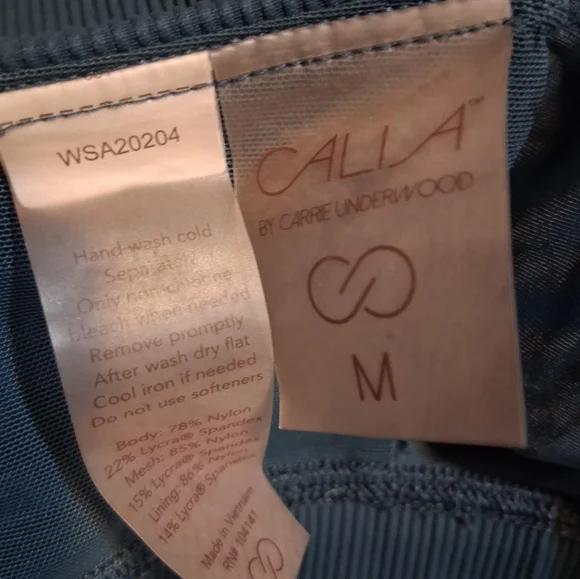 WSA20204
Hand wash cold
Separately
Only non-chlorine
bleach when needed
Remove promptly
After wash dry flat
Cool iron if needed
Do not use softeners
Body: 78% Nylon
22% Lycra® Spandex
Mesh: 85% Nylon
15% Lycra® Spandex
Lining: 86% Nylon
14% Lycra® Spandex
Made in Vietnam
RN# 104141
CALIA™
BY CARRIE UNDERWOOD
M